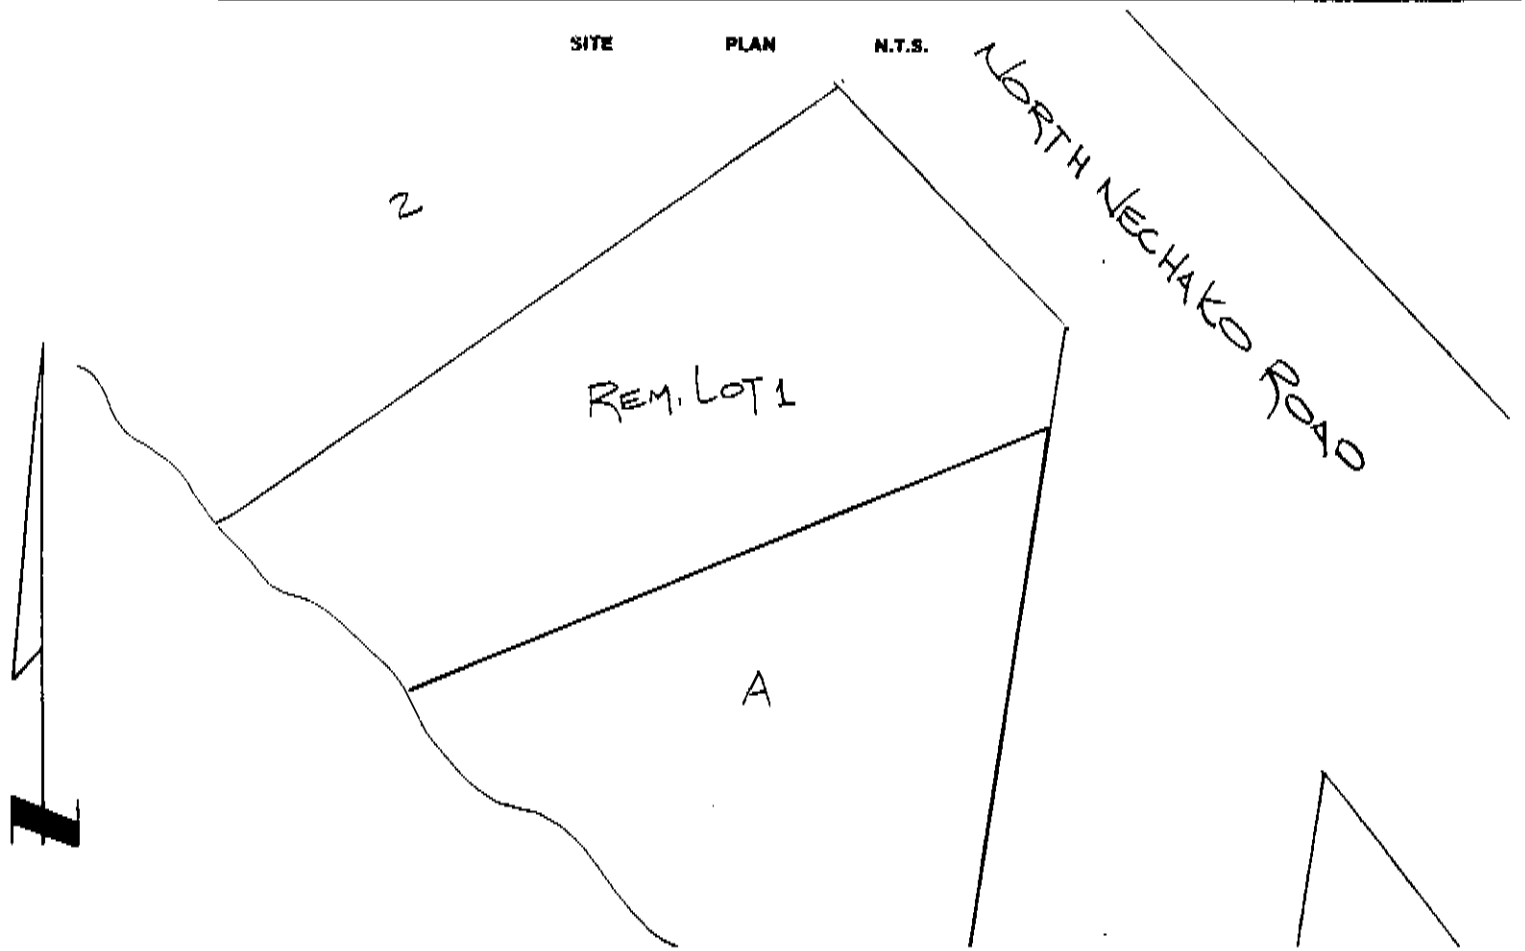 SITE PLAN N.T.S.
NORTH NECHAKO ROAD
2
REM. LOT 1
A
N